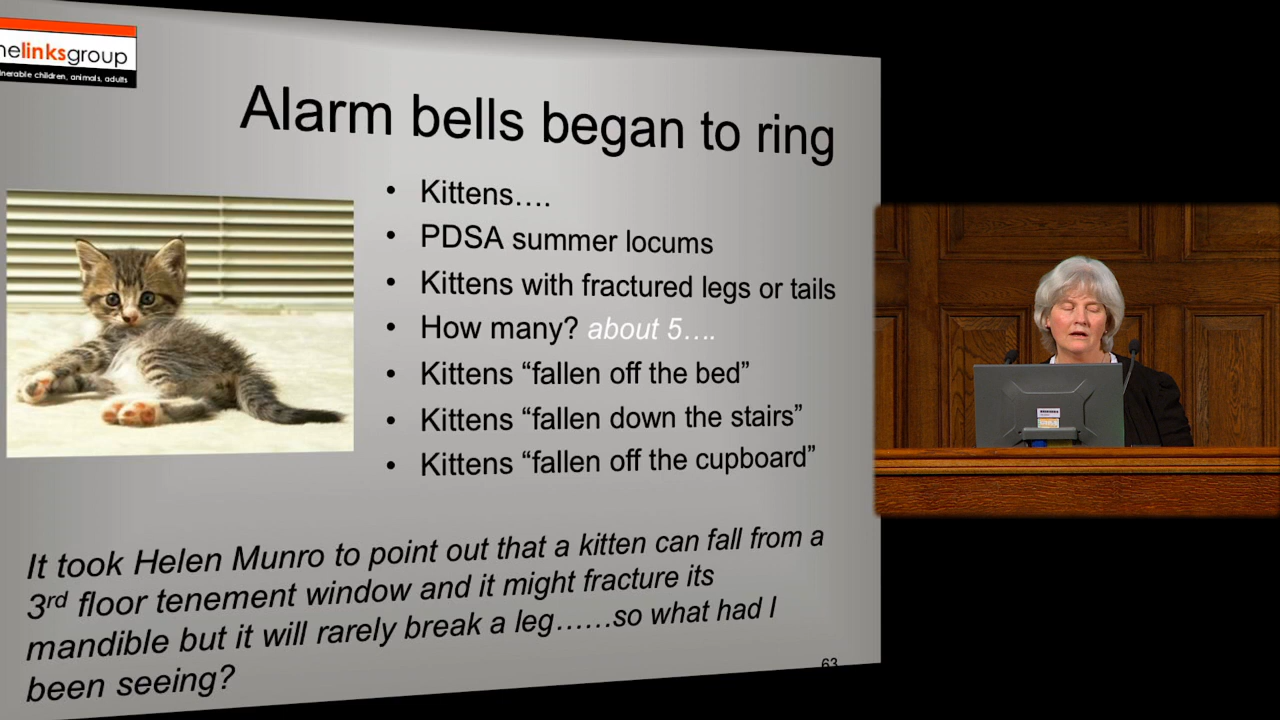 helinksgroup
nerable children, animals, adults
Alarm bells began to ring
• Kittens….
• PDSA summer locums
• Kittens with fractured legs or tails
• How many? about 5….
• Kittens “fallen off the bed”
• Kittens “fallen down the stairs”
• Kittens “fallen off the cupboard”
It took Helen Munro to point out that a kitten can fall from a
3rd floor tenement window and it might fracture its
mandible but it will rarely break a leg……so what had I
been seeing?
63